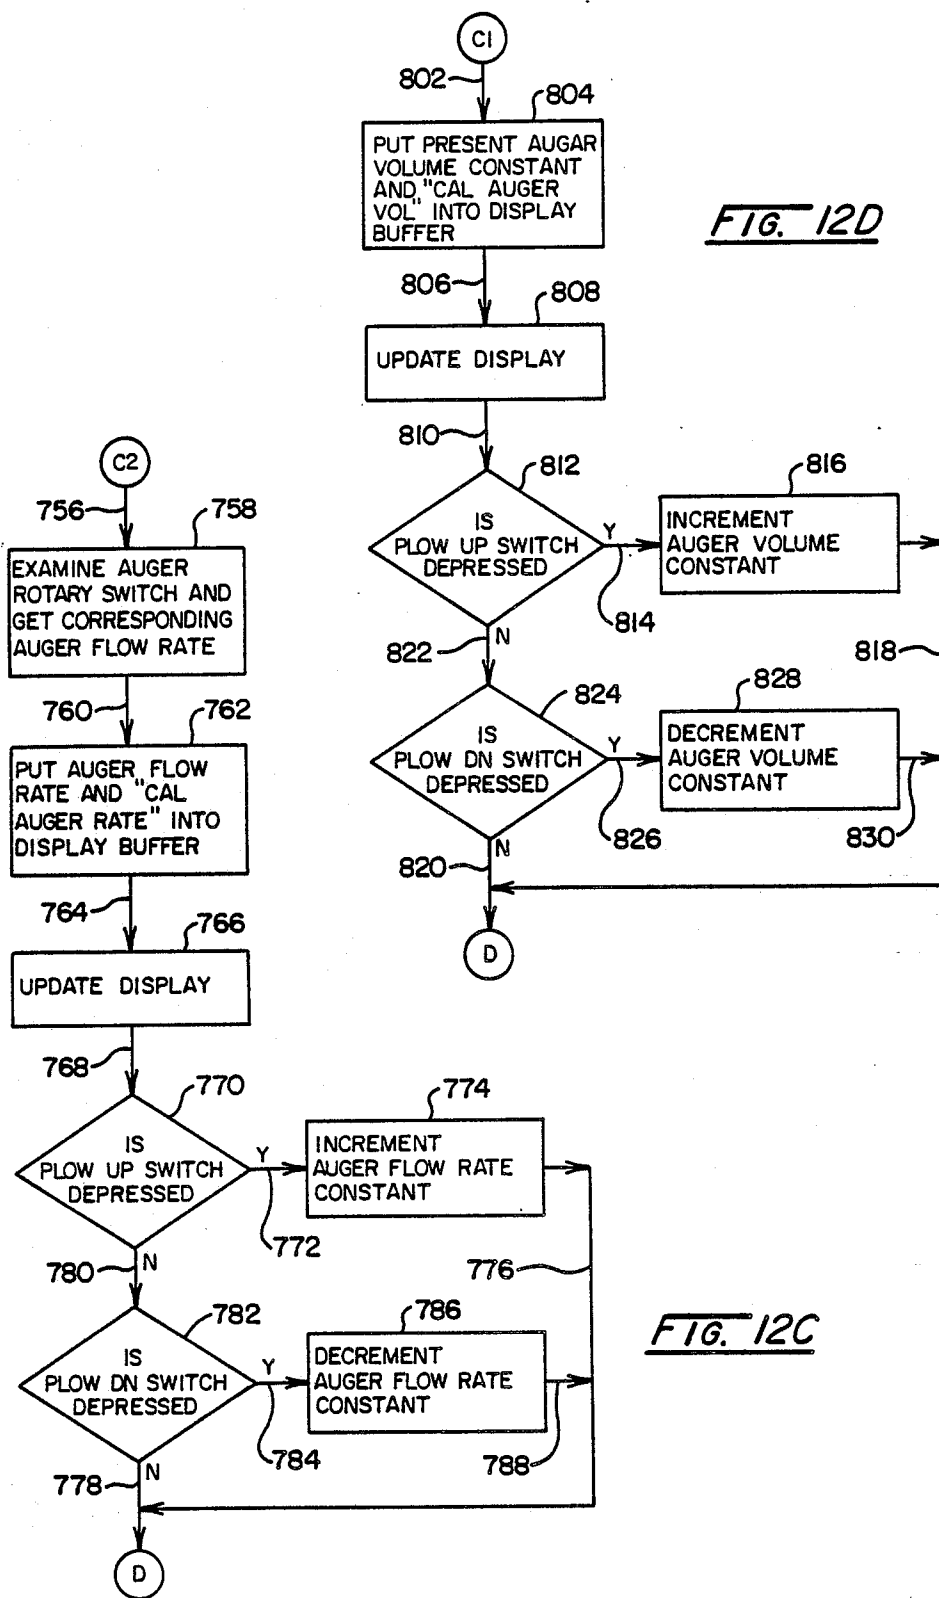 C1
802
804
PUT PRESENT AUGAR
VOLUME CONSTANT
AND "CAL AUGER
VOL" INTO DISPLAY
BUFFER
FIG. 12D
806
808
UPDATE DISPLAY
810
812
IS
PLOW UP SWITCH
DEPRESSED
Y
814
816
INCREMENT
AUGER VOLUME
CONSTANT
818
822
N
824
IS
PLOW DN SWITCH
DEPRESSED
Y
826
828
DECREMENT
AUGER VOLUME
CONSTANT
830
820
N
D
C2
756
758
EXAMINE AUGER
ROTARY SWITCH AND
GET CORRESPONDING
AUGER FLOW RATE
760
762
PUT AUGER FLOW
RATE AND "CAL
AUGER RATE" INTO
DISPLAY BUFFER
764
766
UPDATE DISPLAY
768
770
IS
PLOW UP SWITCH
DEPRESSED
Y
772
774
INCREMENT
AUGER FLOW RATE
CONSTANT
776
780
N
782
IS
PLOW DN SWITCH
DEPRESSED
Y
784
786
DECREMENT
AUGER FLOW RATE
CONSTANT
788
778
N
D
FIG. 12C